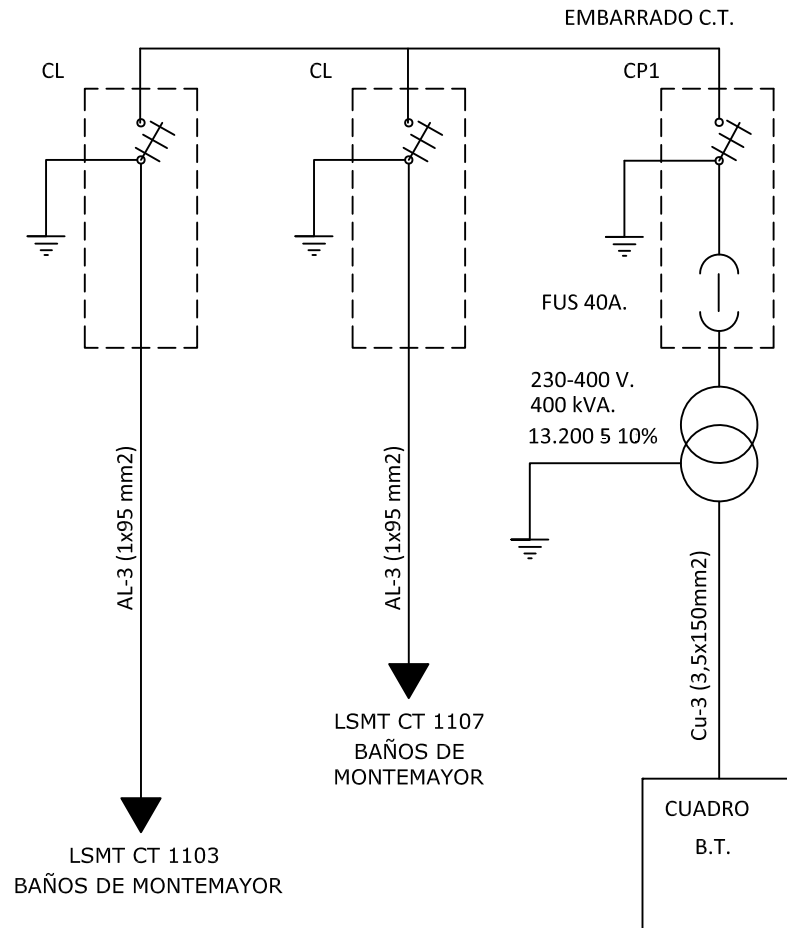 EMBARRADO C.T.
CL
CL
CP1
FUS 40A.
230-400 V.
400 kVA.
13.200 5 10%
AL-3 (1x95 mm2)
AL-3 (1x95 mm2)
Cu-3 (3,5x150mm2)
LSMT CT 1107
BAÑOS DE
MONTEMAYOR
CUADRO
B.T.
LSMT CT 1103
BAÑOS DE MONTEMAYOR